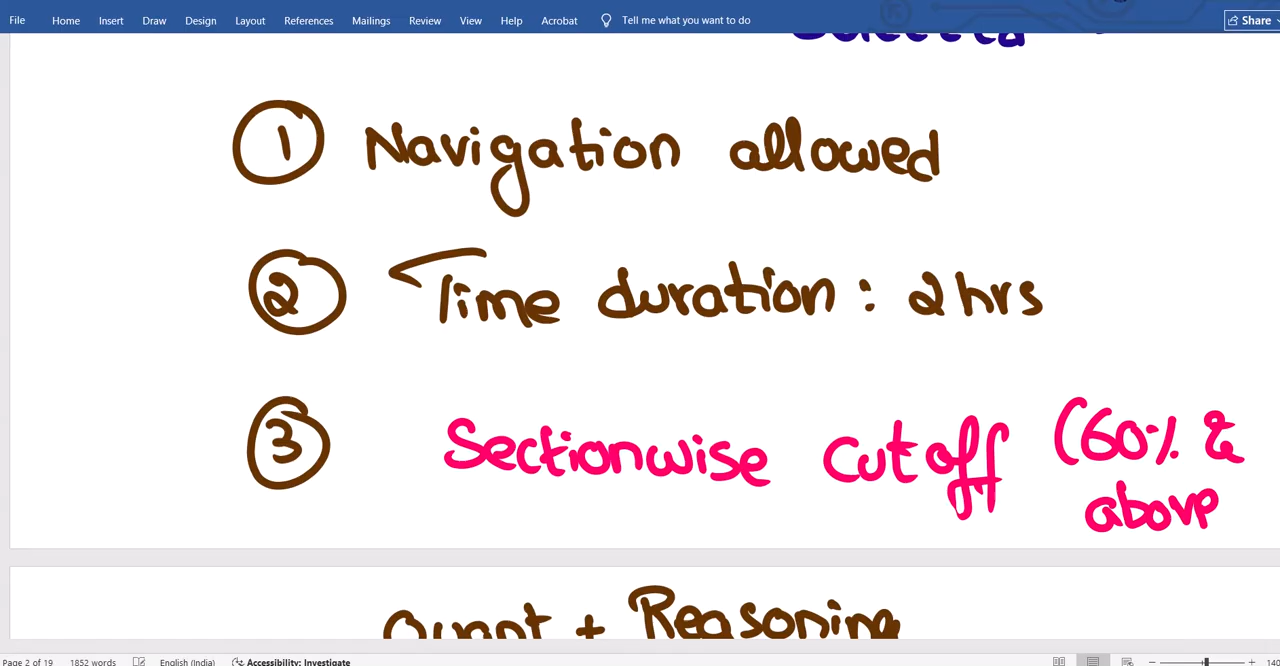 File Home Insert Draw Design Layout References Mailings Review View Help Acrobat Tell me what you want to do Share
1 Navigation allowed
2 Time duration : 2 hrs
3 Sectionwise cutoff (60% &
above
Quant + Reasoning
Page 2 of 19 1852 words English (India) Accessibility: Investigate 140